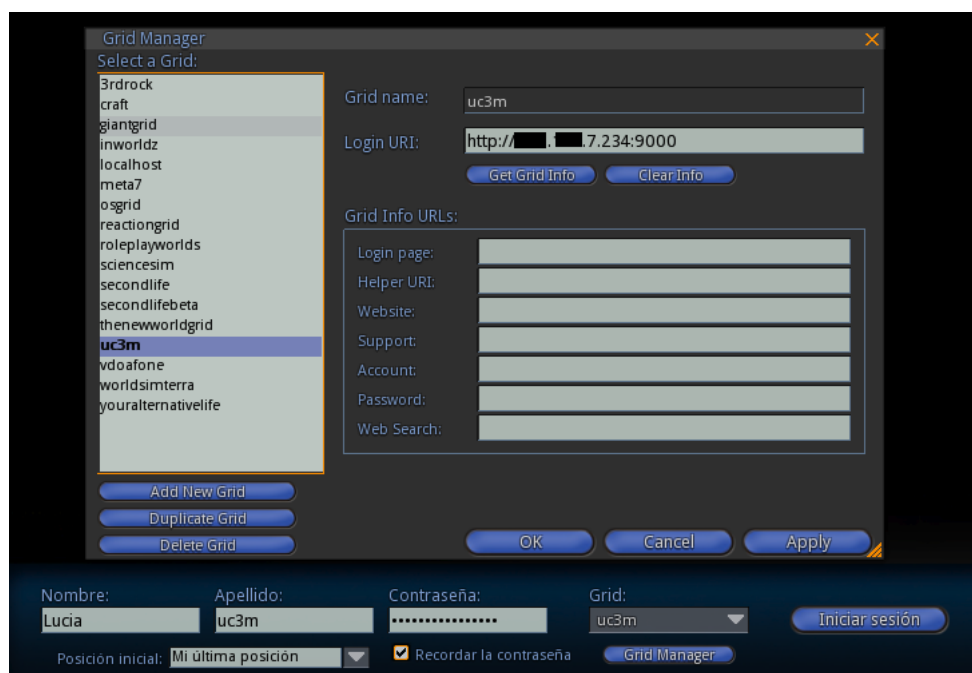 Grid Manager
Select a Grid:
3rdrock
craft
giantgrid
inworldz
localhost
meta7
osgrid
reactiongrid
roleplayworlds
sciencesim
secondlife
secondlifebeta
thenewworldgrid
uc3m
vdoafone
worldsimterra
youralternativelife
Add New Grid
Duplicate Grid
Delete Grid
Grid name: uc3m
Login URI: http:// . .7.234:9000
Get Grid Info Clear Info
Grid Info URLs:
Login page:
Helper URI:
Website:
Support:
Account:
Password:
Web Search:
OK Cancel Apply
Nombre: Apellido: Contraseña: Grid:
Lucia uc3m •••••••••••••••• uc3m Iniciar sesión
Posición inicial: Mi última posición Recordar la contraseña Grid Manager